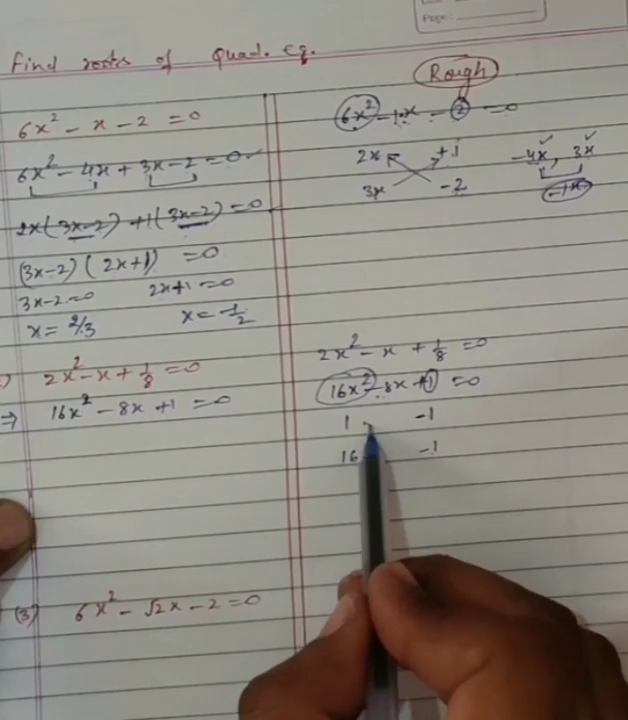 Page:
Find roots of Quad. Eq.
6x² - x - 2 = 0
6x² - 4x + 3x - 2 = 0
2x(3x-2) + 1(3x-2) = 0
(3x-2) (2x+1) = 0
3x-2=0 2x+1=0
x = 2/3 x = -1/2
2x² - x + 1/8 = 0
⇒ 16x² - 8x + 1 = 0
(3) 6x² - √2x - 2 = 0
Rough
6x² - 1·x - 2 = 0
2x +1 -4x, 3x
3x -2 -1x
2x² - x + 1/8 = 0
16x² - 8x + 1 = 0
1 -1
16 -1